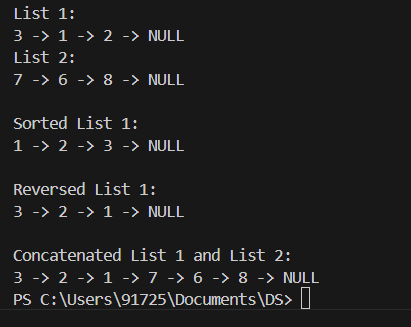 List 1:
3 -> 1 -> 2 -> NULL
List 2:
7 -> 6 -> 8 -> NULL
Sorted List 1:
1 -> 2 -> 3 -> NULL
Reversed List 1:
3 -> 2 -> 1 -> NULL
Concatenated List 1 and List 2:
3 -> 2 -> 1 -> 7 -> 6 -> 8 -> NULL
PS C:\Users\91725\Documents\DS>